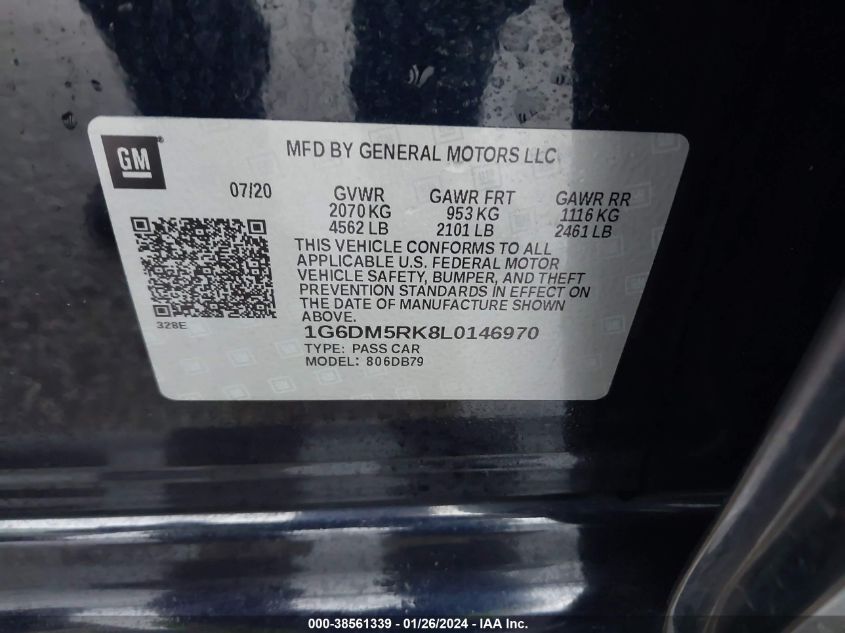 GM
MFD BY GENERAL MOTORS LLC
07/20 GVWR GAWR FRT GAWR RR
2070 KG 953 KG 1116 KG
4562 LB 2101 LB 2461 LB
THIS VEHICLE CONFORMS TO ALL
APPLICABLE U.S. FEDERAL MOTOR
VEHICLE SAFETY, BUMPER, AND THEFT
PREVENTION STANDARDS IN EFFECT ON
THE DATE OF MANUFACTURE SHOWN
ABOVE.
328E
1G6DM5RK8L0146970
TYPE: PASS CAR
MODEL: 806DB79
000-38561339 | 01/26/2024 - IAA Inc.